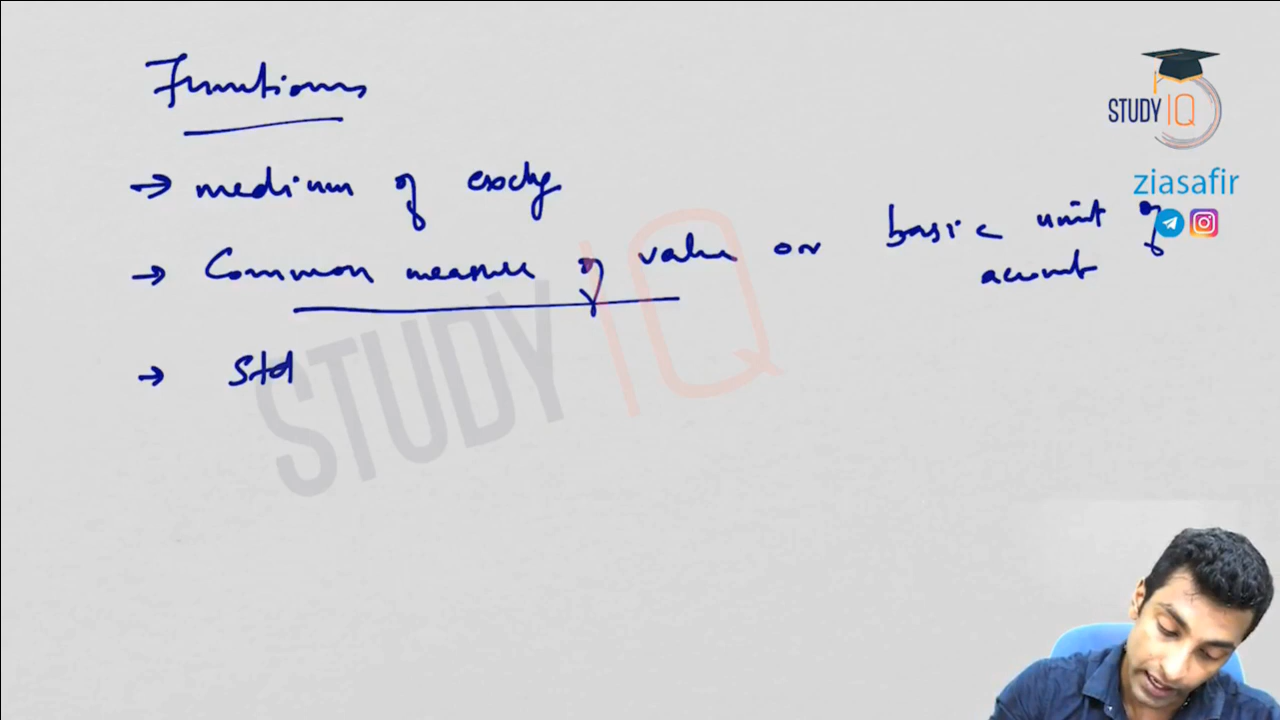 Functions
STUDY IQ
ziasafir
→ medium of exchg
→ Common measure of value or basic unit of account
→ Std
STUDY IQ